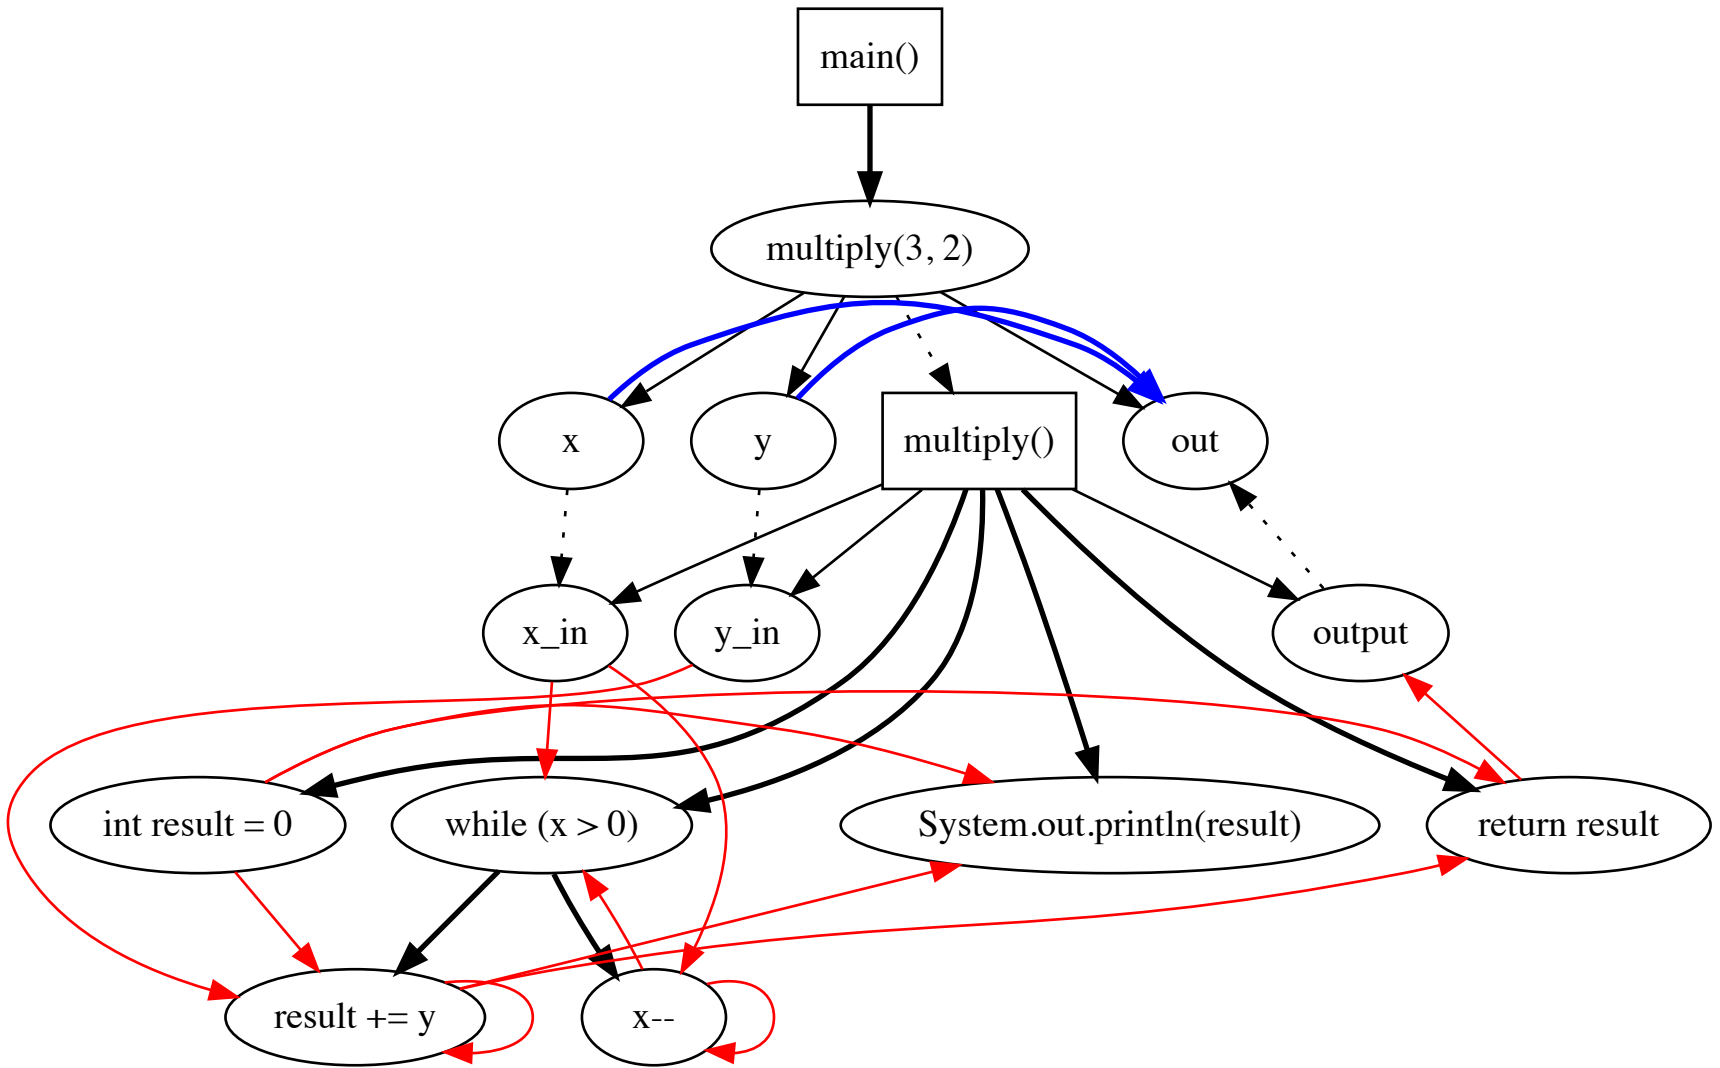 main()
multiply(3, 2)
x
y
multiply()
out
x_in
y_in
output
int result = 0
while (x > 0)
System.out.println(result)
return result
result += y
x--